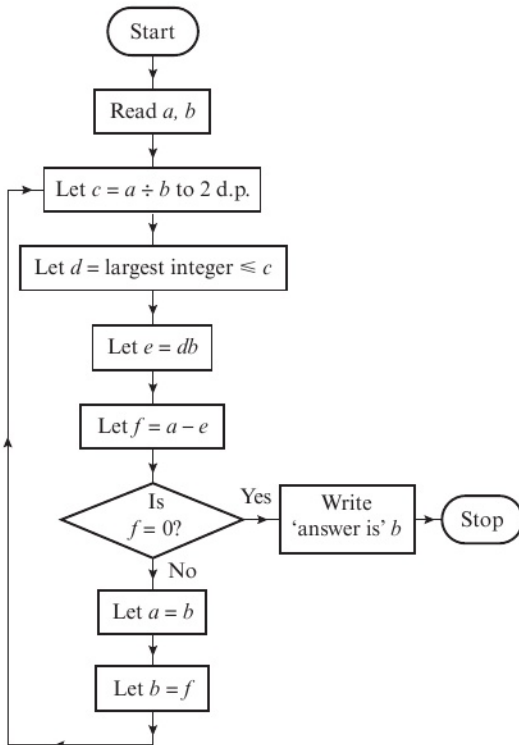 Start
Read a, b
Let c = a ÷ b to 2 d.p.
Let d = largest integer ⩽ c
Let e = db
Let f = a − e
Is
f = 0?
Yes
Write
‘answer is’ b
Stop
No
Let a = b
Let b = f